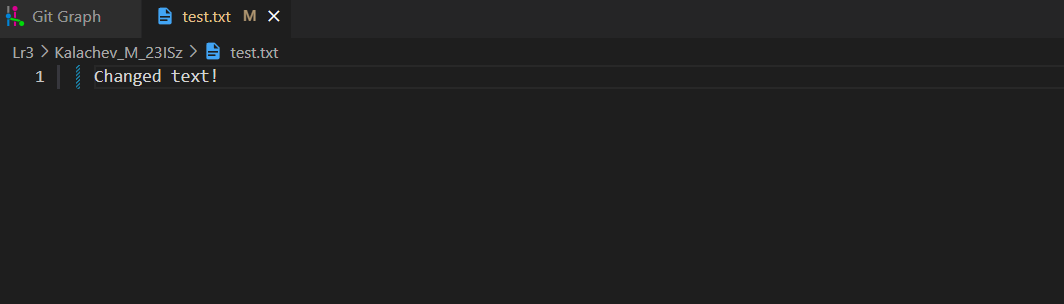 Git Graph
test.txt M
Lr3 > Kalachev_M_23ISz > test.txt
1 Changed text!